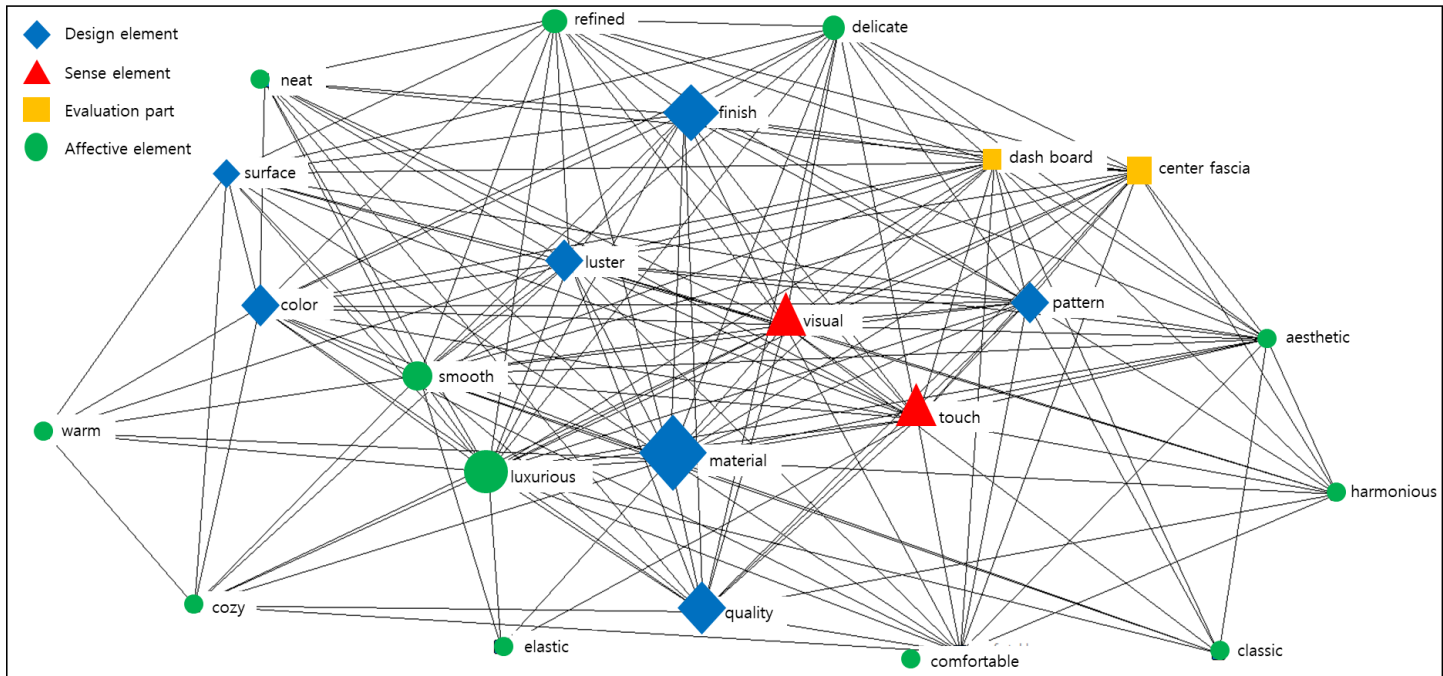 Design element
Sense element
Evaluation part
Affective element
refined
delicate
neat
finish
dash board
center fascia
surface
luster
color
visual
pattern
aesthetic
smooth
touch
warm
material
luxurious
harmonious
cozy
quality
elastic
comfortable
classic